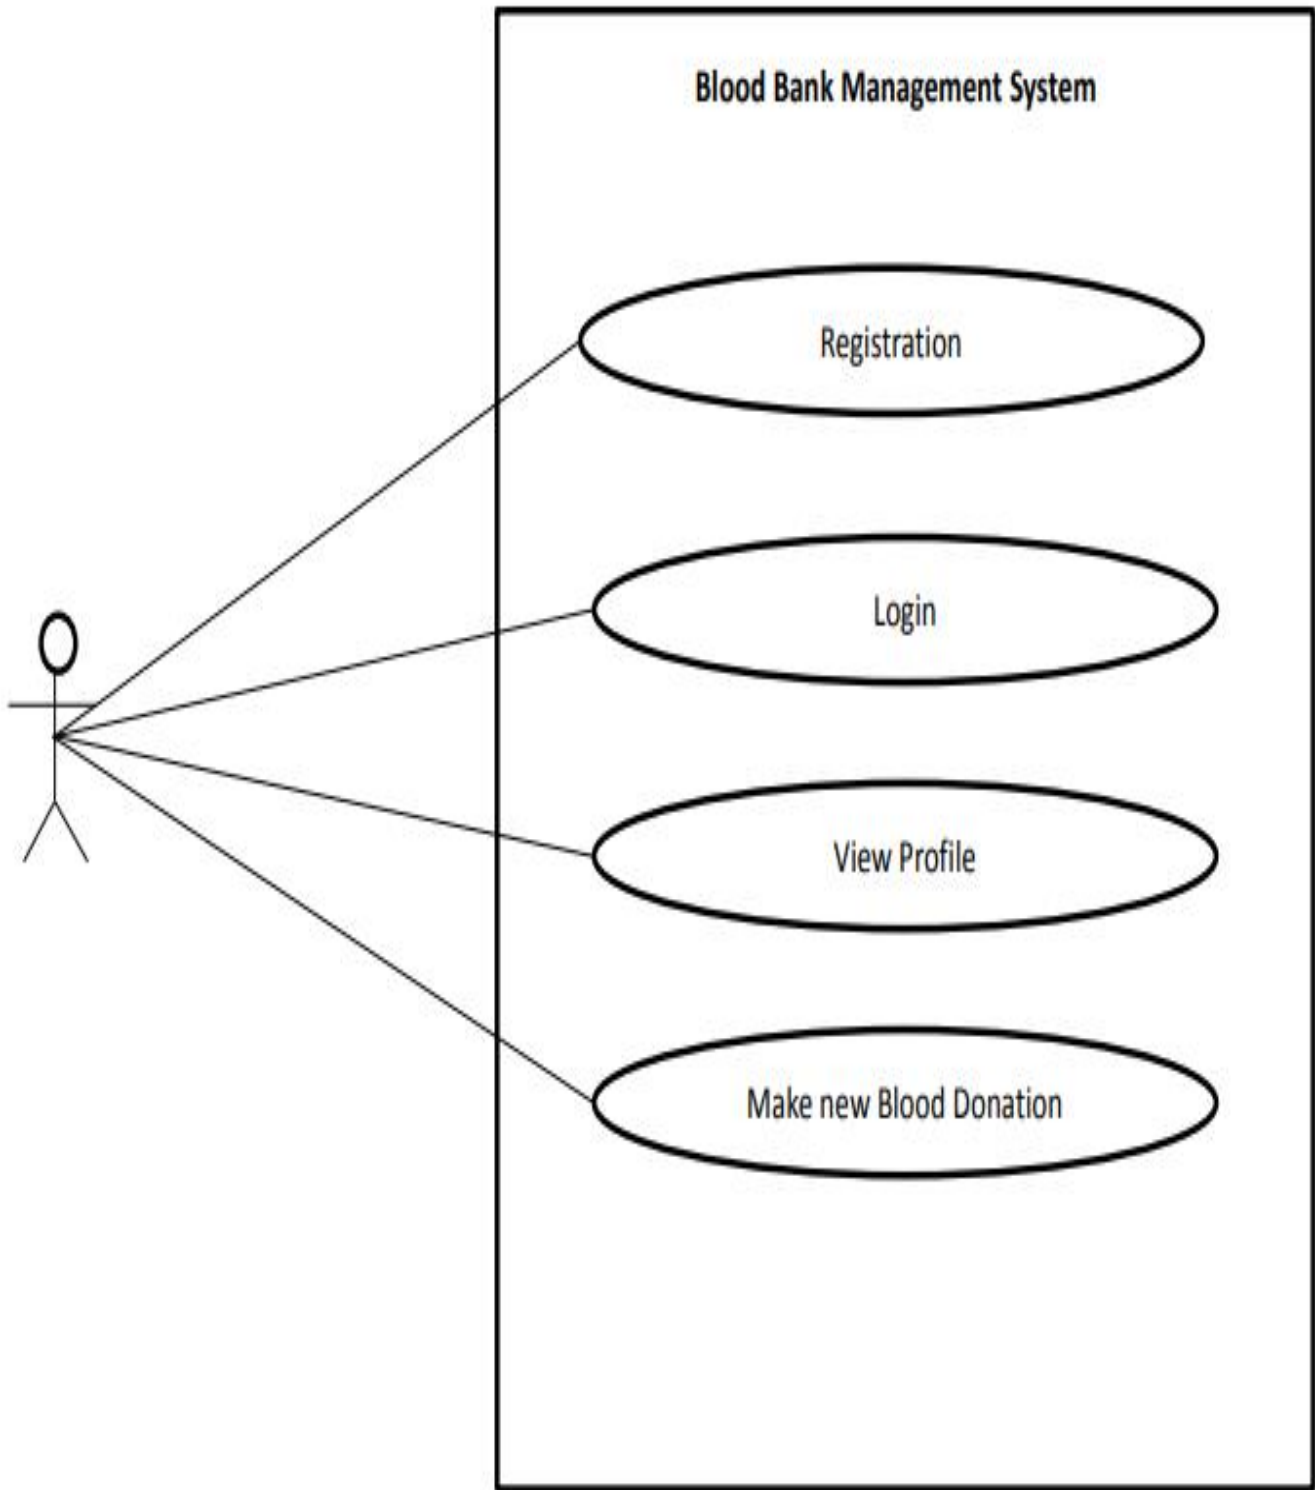 Blood Bank Management System
Registration
Login
View Profile
Make new Blood Donation